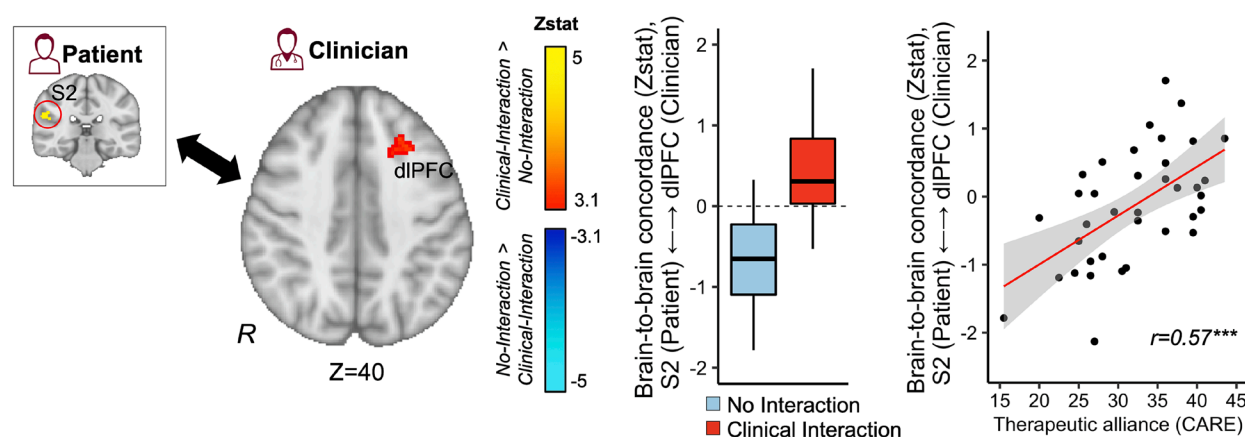 Patient
S2
Clinician
dlPFC
R
Z=40
Zstat
Clinical-Interaction >
No-Interaction
5
3.1
No-Interaction >
Clinical-Interaction
-3.1
-5
Brain-to-brain concordance (Zstat),
S2 (Patient) ←→ dlPFC (Clinician)
2
1
0
-1
-2
No Interaction
Clinical Interaction
Brain-to-brain concordance (Zstat),
S2 (Patient) ←→ dlPFC (Clinician)
2
1
0
-1
-2
r=0.57***
15 20 25 30 35 40 45
Therapeutic alliance (CARE)